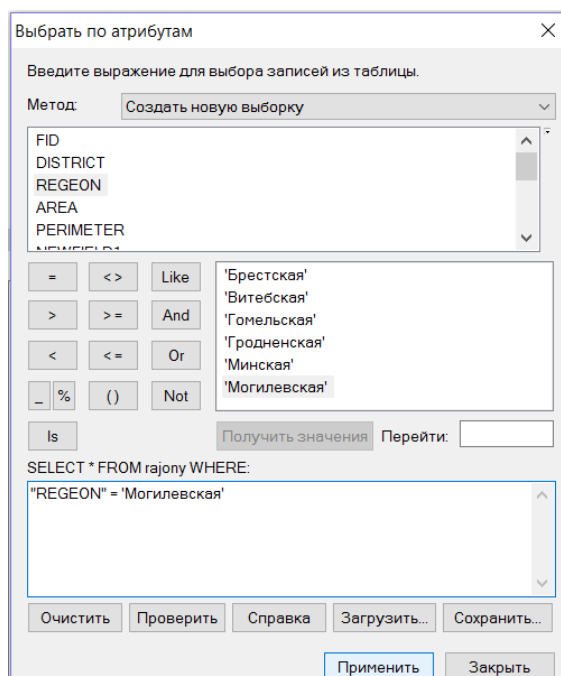 Выбрать по атрибутам
Введите выражение для выбора записей из таблицы.
Метод: Создать новую выборку
FID
DISTRICT
REGEON
AREA
PERIMETER
NEWFIELD1
= <> Like
> >= And
< <= Or
_ % () Not
Is
'Брестская'
'Витебская'
'Гомельская'
'Гродненская'
'Минская'
'Могилевская'
Получить значения Перейти:
SELECT * FROM rajony WHERE:
"REGEON" = 'Могилевская'
Очистить Проверить Справка Загрузить... Сохранить...
Применить Закрыть